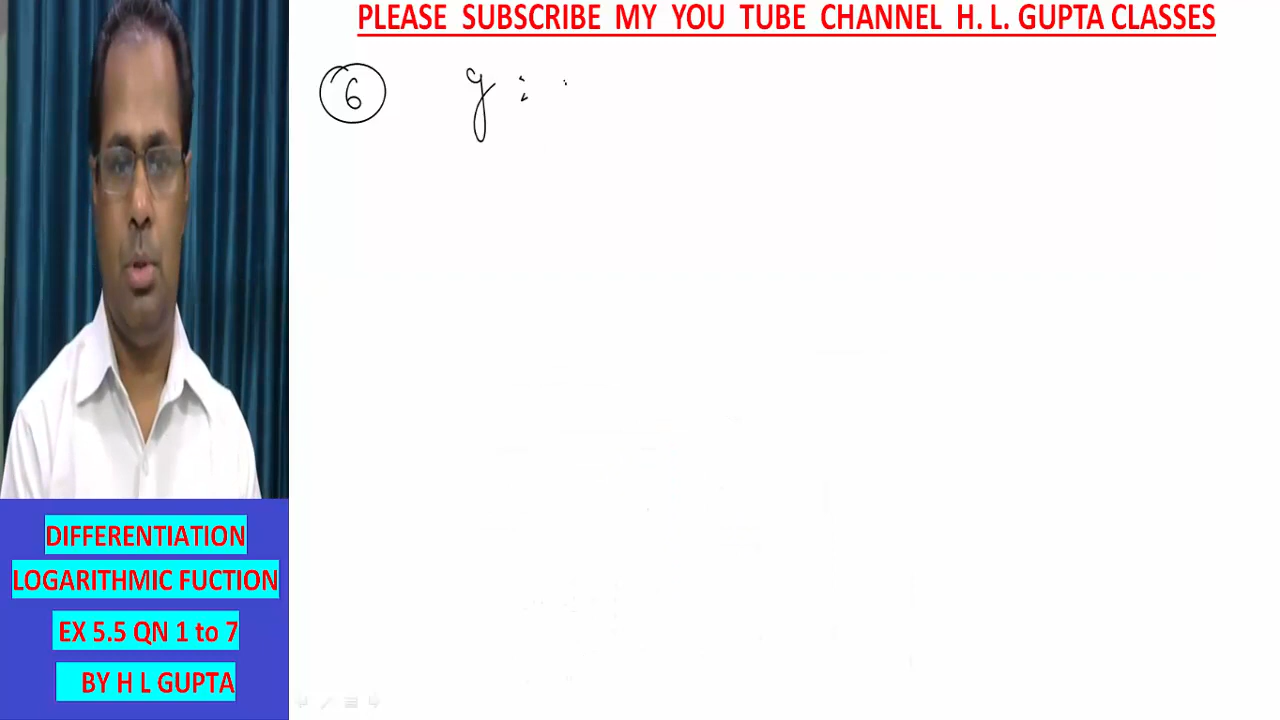 PLEASE SUBSCRIBE MY YOU TUBE CHANNEL H. L. GUPTA CLASSES
6 y :
DIFFERENTIATION
LOGARITHMIC FUCTION
EX 5.5 QN 1 to 7
BY H L GUPTA